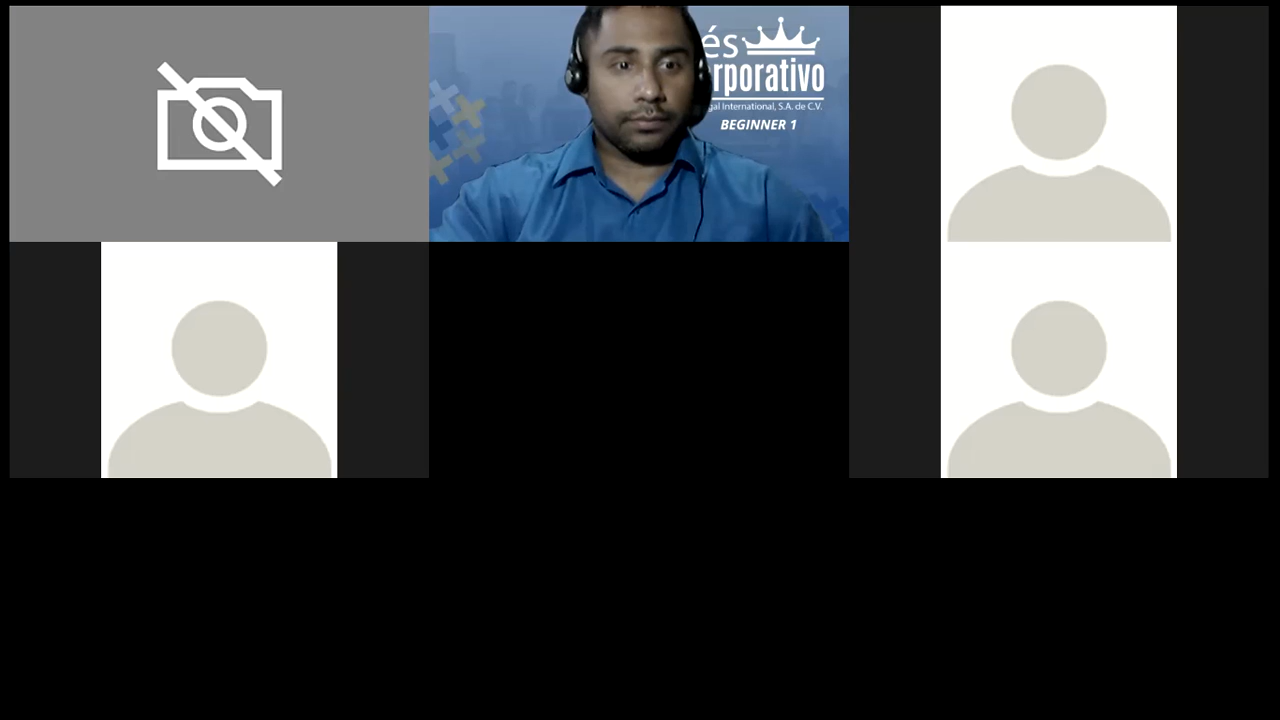 és
rporativo
gal International, S.A. de C.V.
BEGINNER 1